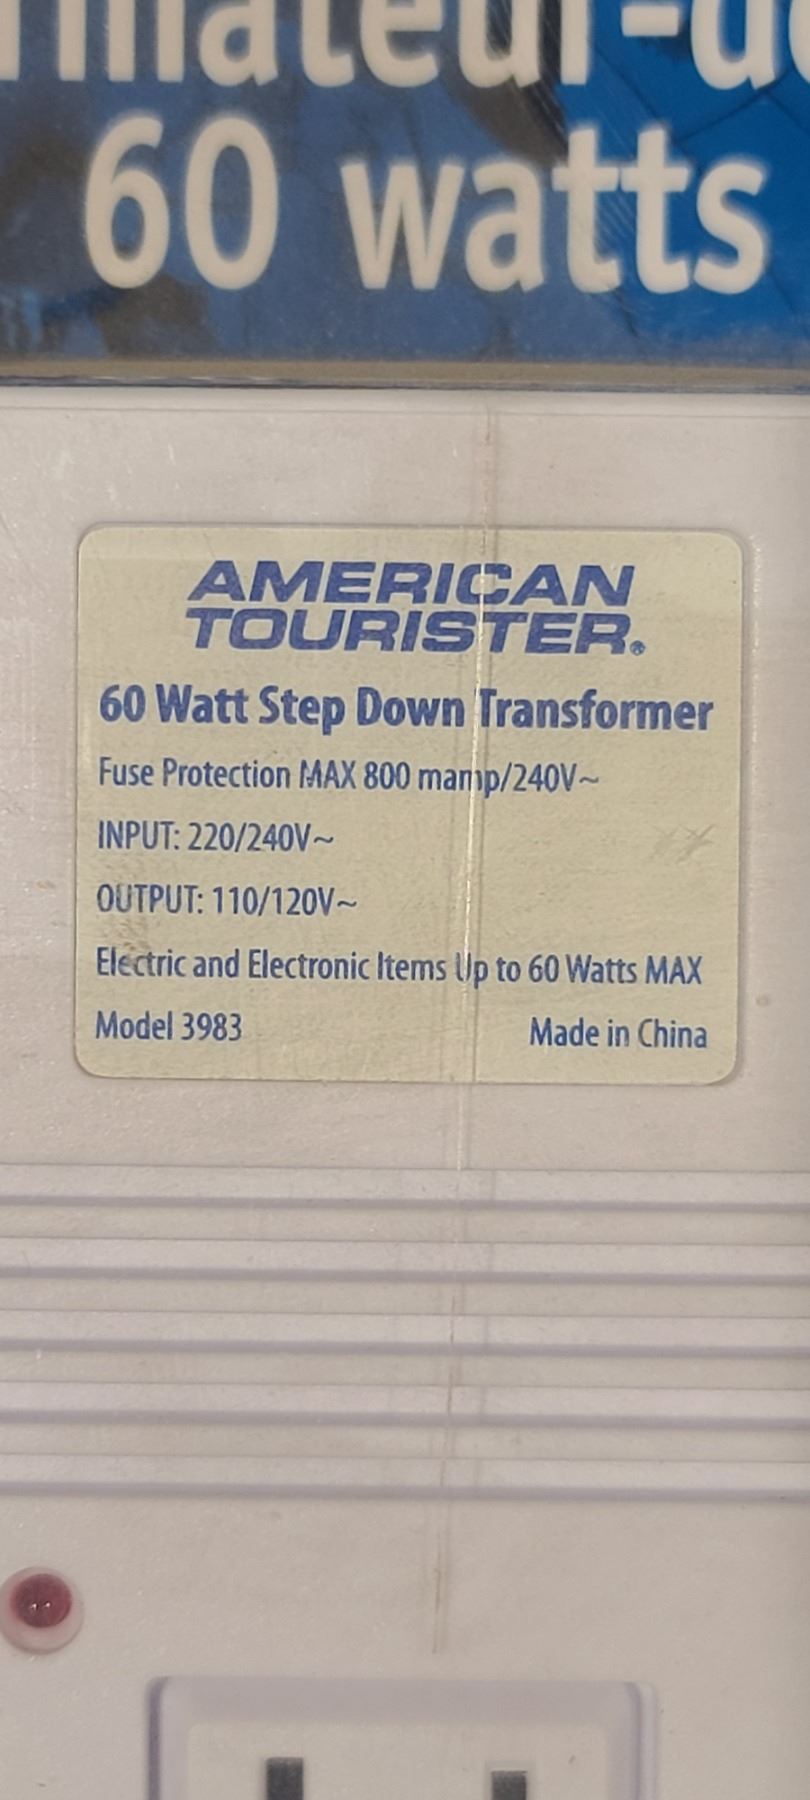 60 watts
AMERICAN
TOURISTER®
60 Watt Step Down Transformer
Fuse Protection MAX 800 mamp/240V~
INPUT: 220/240V~
OUTPUT: 110/120V~
Electric and Electronic Items Up to 60 Watts MAX
Model 3983 Made in China